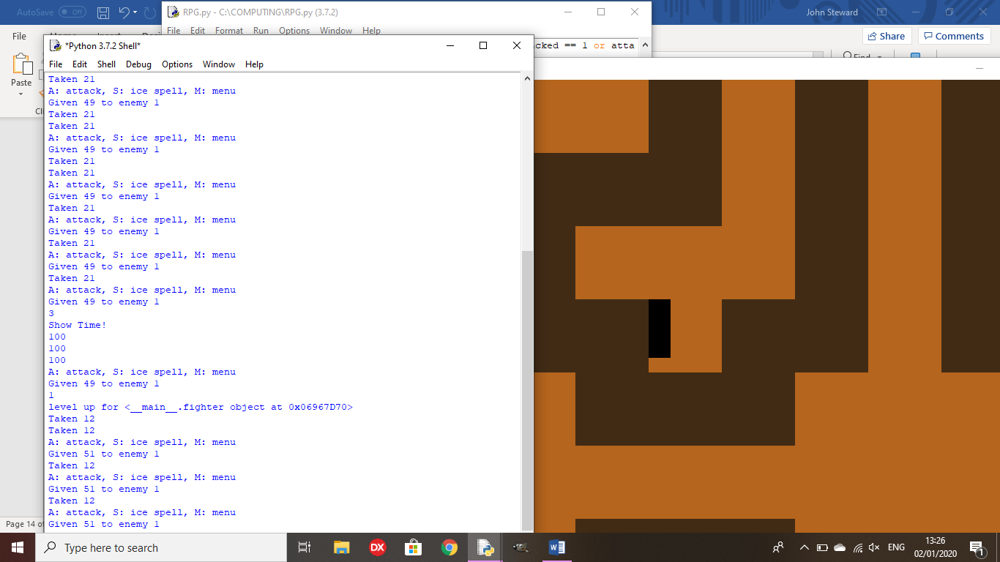 AutoSave Off
John Steward
RPG.py - C:\COMPUTING\RPG.py (3.7.2)
File Edit Format Run Options Window Help
File
Share Comments
cked == 1 or atta
Find
Paste
*Python 3.7.2 Shell*
File Edit Shell Debug Options Window Help
Taken 21
A: attack, S: ice spell, M: menu
Given 49 to enemy 1
Taken 21
Taken 21
A: attack, S: ice spell, M: menu
Given 49 to enemy 1
Taken 21
Taken 21
A: attack, S: ice spell, M: menu
Given 49 to enemy 1
Taken 21
A: attack, S: ice spell, M: menu
Given 49 to enemy 1
Taken 21
A: attack, S: ice spell, M: menu
Given 49 to enemy 1
Taken 21
A: attack, S: ice spell, M: menu
Given 49 to enemy 1
3
Show Time!
100
100
100
A: attack, S: ice spell, M: menu
Given 49 to enemy 1
1
level up for <__main__.fighter object at 0x06967D70>
Taken 12
Taken 12
A: attack, S: ice spell, M: menu
Given 51 to enemy 1
Taken 12
A: attack, S: ice spell, M: menu
Given 51 to enemy 1
Taken 12
A: attack, S: ice spell, M: menu
Given 51 to enemy 1
Page 14 of
Type here to search
DX
ENG
13:26
02/01/2020
1